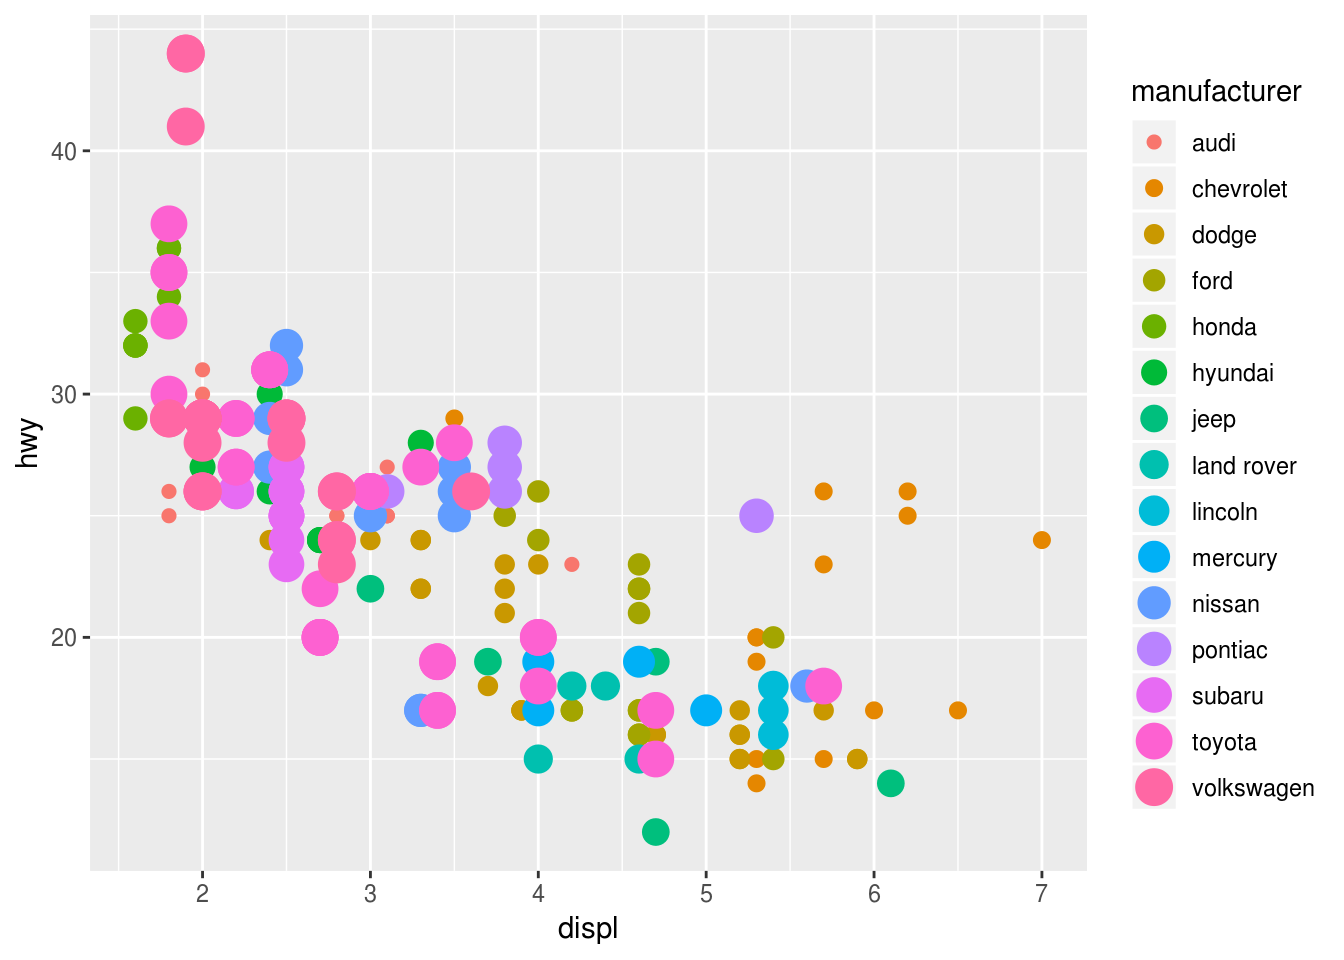 manufacturer
audi
chevrolet
dodge
ford
honda
hyundai
jeep
land rover
lincoln
mercury
nissan
pontiac
subaru
toyota
volkswagen
hwy
40
30
20
2 3 4 5 6 7
displ